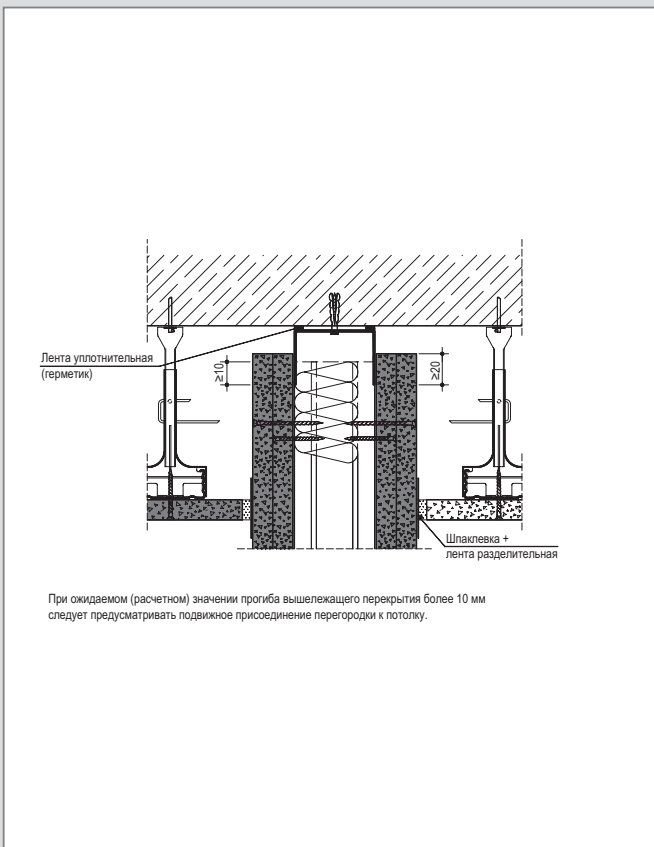 Лента уплотнительная
(герметик)
≥10
≥20
Шпаклевка +
лента разделительная
При ожидаемом (расчетном) значении прогиба вышележащего перекрытия более 10 мм
следует предусматривать подвижное присоединение перегородки к потолку.